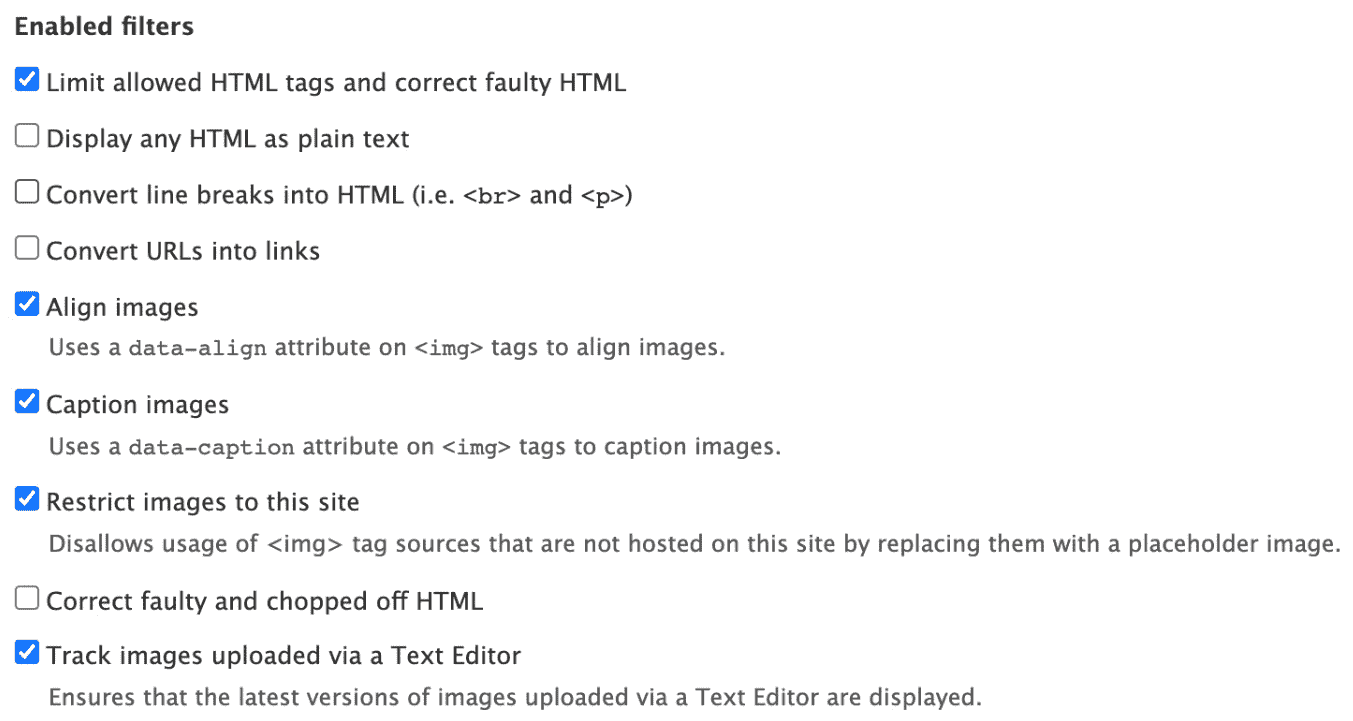 Enabled filters
Limit allowed HTML tags and correct faulty HTML
Display any HTML as plain text
Convert line breaks into HTML (i.e. <br> and <p>)
Convert URLs into links
Align images
Uses a data-align attribute on <img> tags to align images.
Caption images
Uses a data-caption attribute on <img> tags to caption images.
Restrict images to this site
Disallows usage of <img> tag sources that are not hosted on this site by replacing them with a placeholder image.
Correct faulty and chopped off HTML
Track images uploaded via a Text Editor
Ensures that the latest versions of images uploaded via a Text Editor are displayed.